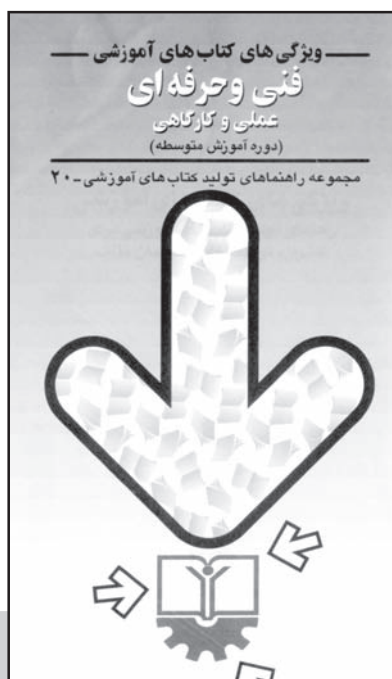 ویژگی های کتاب های آموزشی
فنی وحرفه ای
عملی و کارگاهی
(دوره آموزش متوسطه)
مجموعه راهنماهای تولید کتاب های آموزشی-۲۰